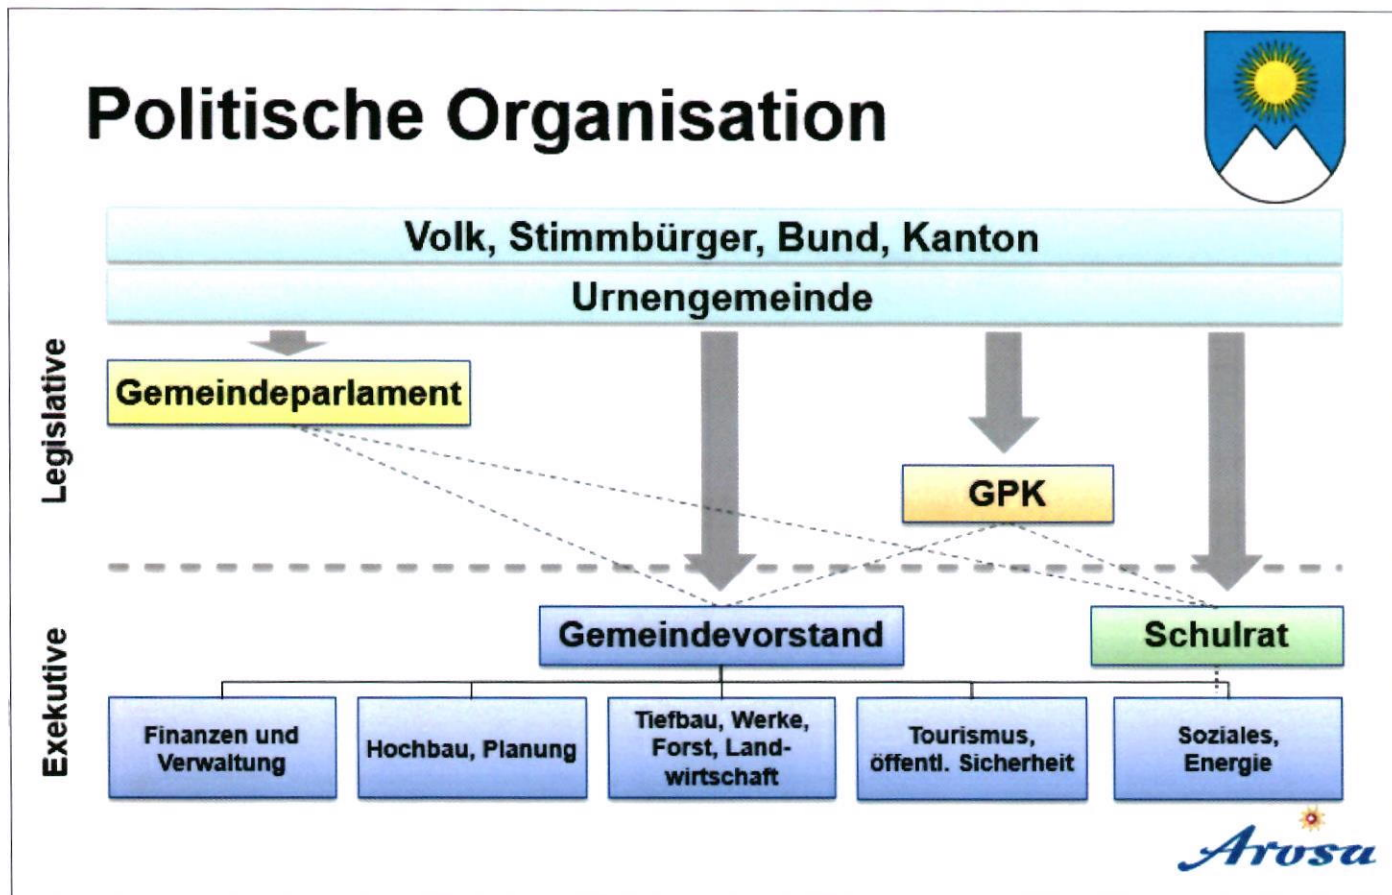 Politische Organisation
Volk, Stimmbürger, Bund, Kanton
Urnengemeinde
Legislative
Gemeindeparlament
GPK
Exekutive
Gemeindevorstand
Schulrat
Finanzen und
Verwaltung
Hochbau, Planung
Tiefbau, Werke,
Forst, Land-
wirtschaft
Tourismus,
öffentl. Sicherheit
Soziales,
Energie
Arosa